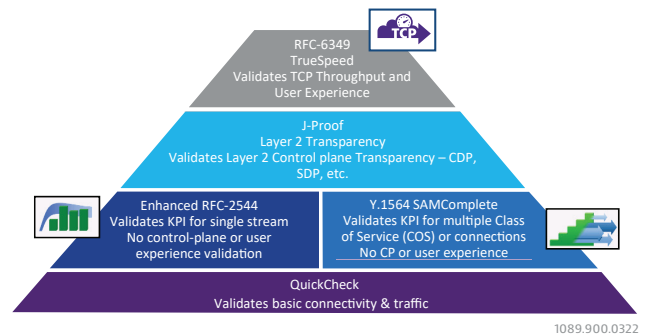 TCP
RFC-6349
TrueSpeed
Validates TCP Throughput and
User Experience
J-Proof
Layer 2 Transparency
Validates Layer 2 Control plane Transparency – CDP,
SDP, etc.
Enhanced RFC-2544
Validates KPI for single stream
No control-plane or user
experience validation
Y.1564 SAMComplete
Validates KPI for multiple Class
of Service (COS) or connections
No CP or user experience
QuickCheck
Validates basic connectivity & traffic
1089.900.0322